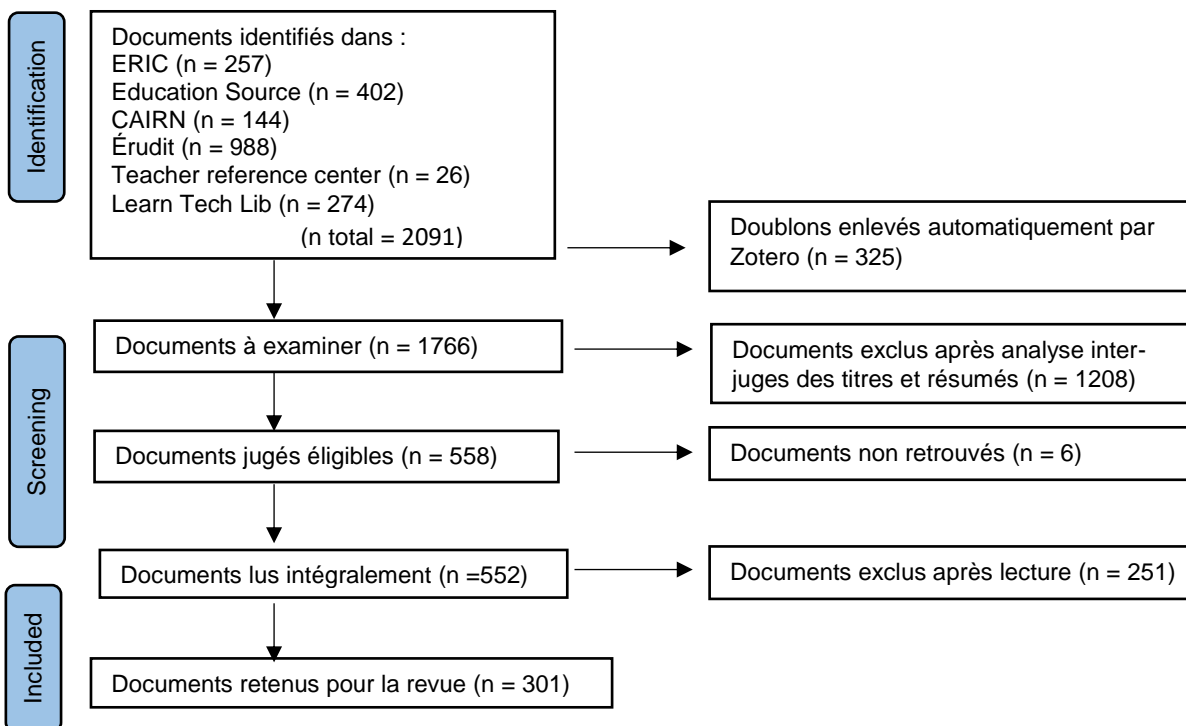 Identification
Documents identifiés dans :
ERIC (n = 257)
Education Source (n = 402)
CAIRN (n = 144)
Érudit (n = 988)
Teacher reference center (n = 26)
Learn Tech Lib (n = 274)
(n total = 2091)
Doublons enlevés automatiquement par
Zotero (n = 325)
Screening
Documents à examiner (n = 1766)
Documents exclus après analyse inter-
juges des titres et résumés (n = 1208)
Documents jugés éligibles (n = 558)
Documents non retrouvés (n = 6)
Documents lus intégralement (n =552)
Documents exclus après lecture (n = 251)
Included
Documents retenus pour la revue (n = 301)